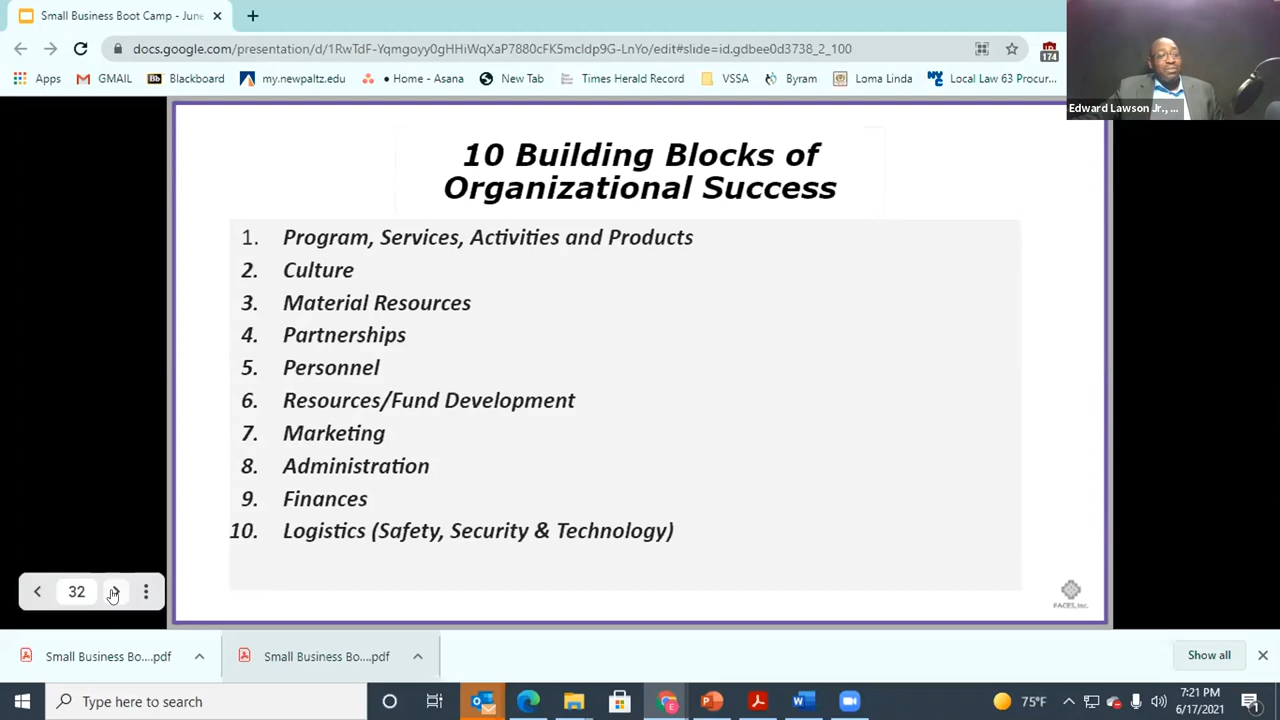 Small Business Boot Camp - June
docs.google.com/presentation/d/1RwTdF-Yqmgoyy0gHHiWqXaP7880cFK5mcIdp9G-LnYo/edit#slide=id.gdbee0d3738_2_100
174
Apps
GMAIL
Bb
Blackboard
my.newpaltz.edu
• Home - Asana
New Tab
Times Herald Record
VSSA
Byram
Loma Linda
Local Law 63 Procur...
Edward Lawson Jr., ...
10 Building Blocks of
Organizational Success
1. Program, Services, Activities and Products
2. Culture
3. Material Resources
4. Partnerships
5. Personnel
6. Resources/Fund Development
7. Marketing
8. Administration
9. Finances
10. Logistics (Safety, Security & Technology)
32
FACES, Inc.
Small Business Bo....pdf
Small Business Bo....pdf
Show all
Type here to search
75°F
7:21 PM
6/17/2021